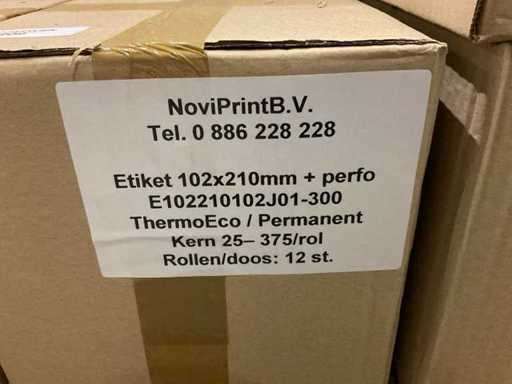 NoviPrintB.V.
Tel. 0 886 228 228
Etiket 102x210mm + perfo
E102210102J01-300
ThermoEco / Permanent
Kern 25– 375/rol
Rollen/doos: 12 st.